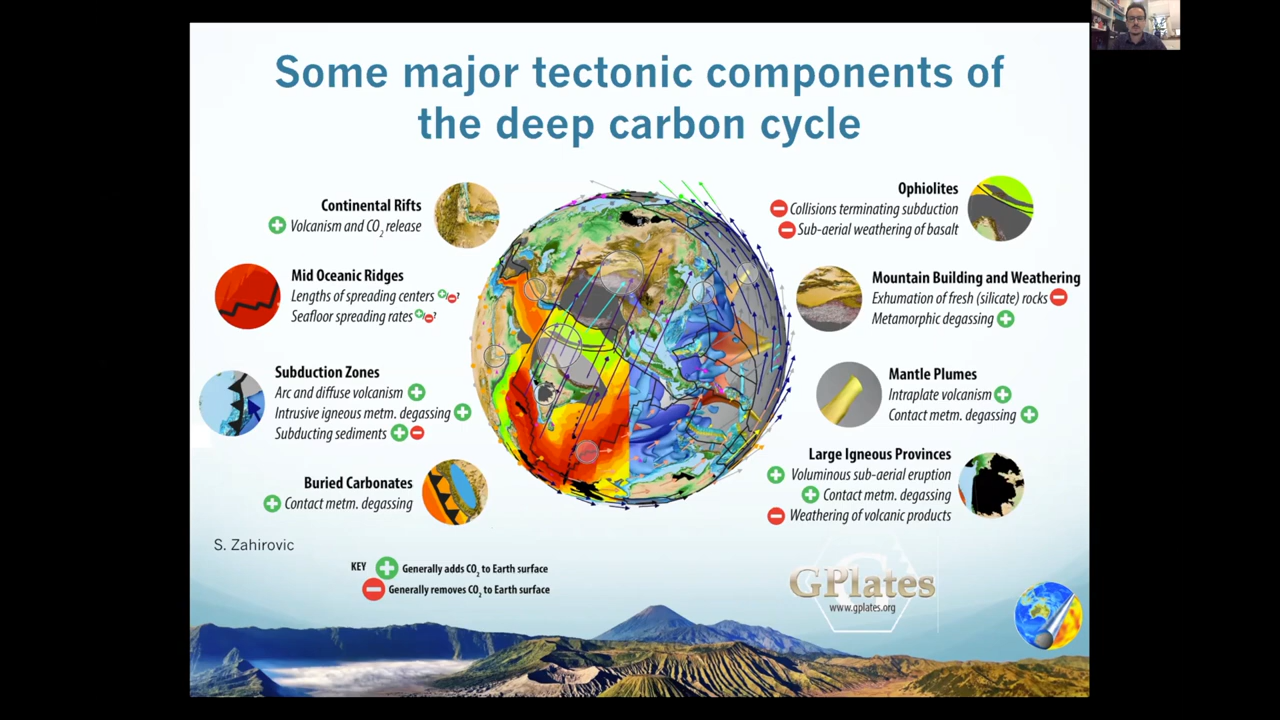 Some major tectonic components of
the deep carbon cycle
Continental Rifts
Volcanism and CO₂ release
Mid Oceanic Ridges
Lengths of spreading centers +/-?
Seafloor spreading rates +/-?
Subduction Zones
Arc and diffuse volcanism +
Intrusive igneous metm. degassing +
Subducting sediments + -
Buried Carbonates
+ Contact metm. degassing
S. Zahirovic
KEY + Generally adds CO₂ to Earth surface
- Generally removes CO₂ to Earth surface
Ophiolites
- Collisions terminating subduction
- Sub-aerial weathering of basalt
Mountain Building and Weathering
Exhumation of fresh (silicate) rocks -
Metamorphic degassing +
Mantle Plumes
Intraplate volcanism +
Contact metm. degassing +
Large Igneous Provinces
+ Voluminous sub-aerial eruption
+ Contact metm. degassing
- Weathering of volcanic products
GPlates
www.gplates.org